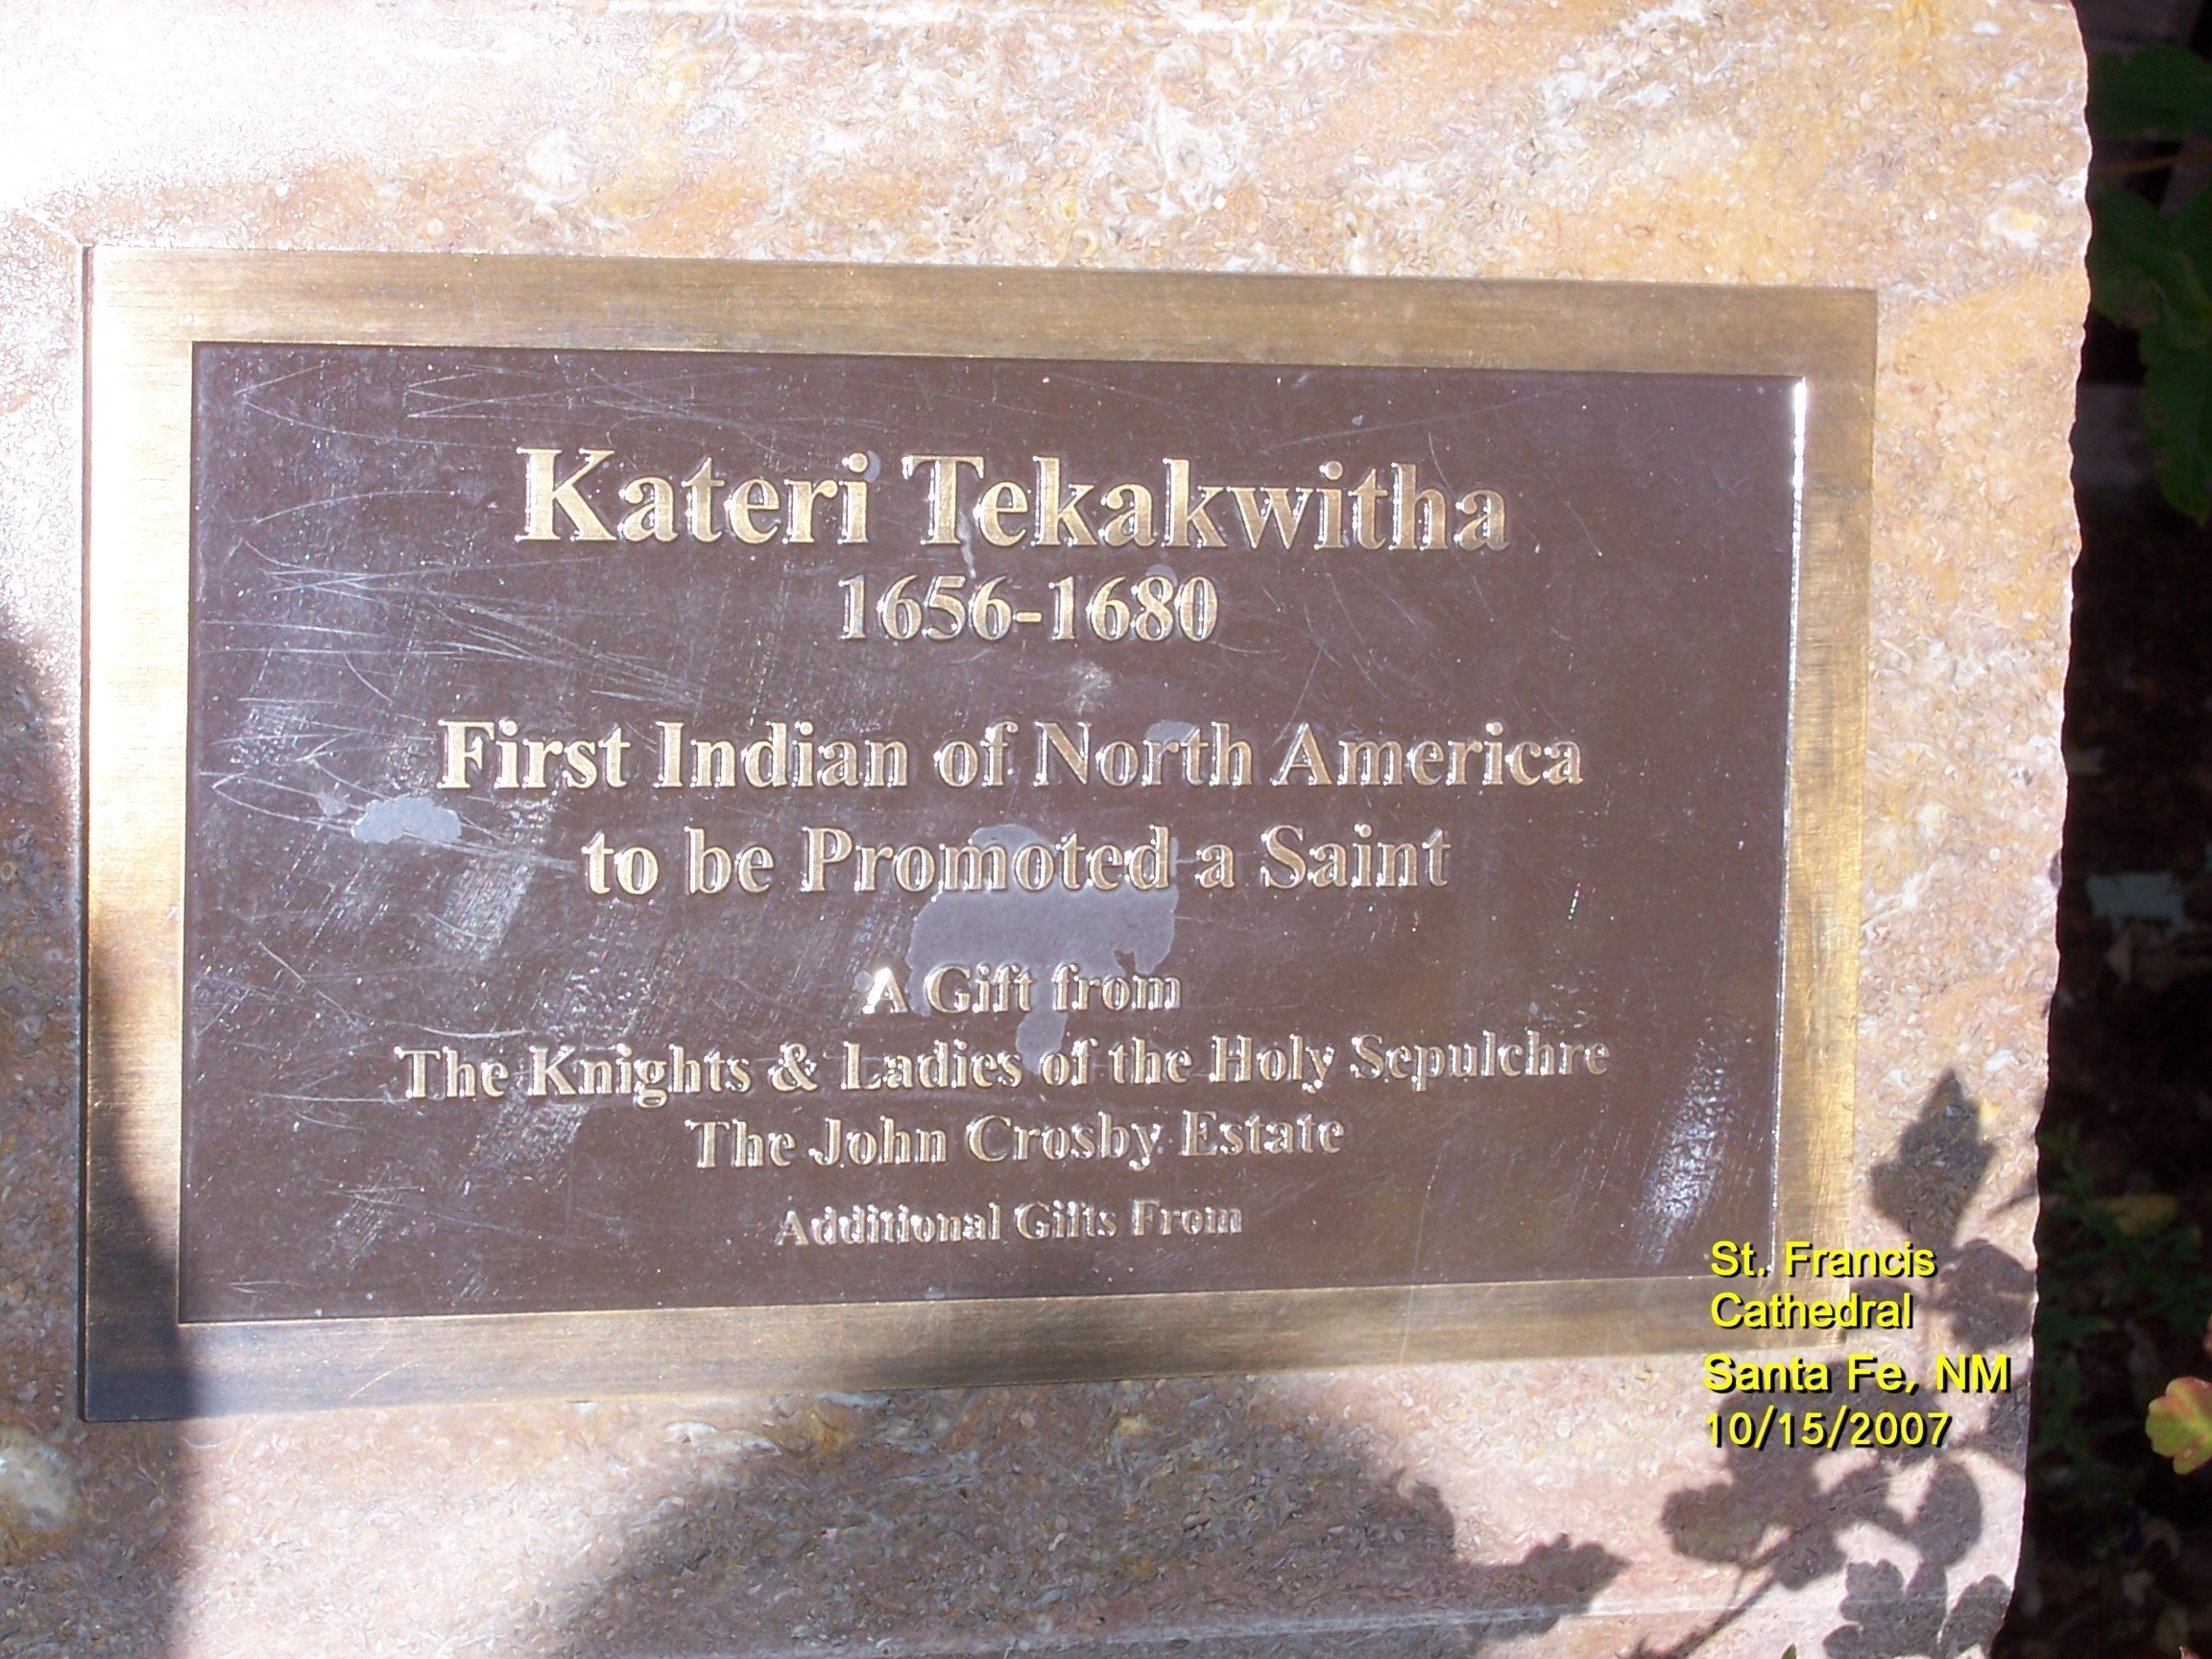 Kateri Tekakwitha
1656-1680
First Indian of North America
to be Promoted a Saint
A Gift from
The Knights & Ladies of the Holy Sepulchre
The John Crosby Estate
Additional Gifts From
St. Francis
Cathedral
Santa Fe, NM
10/15/2007